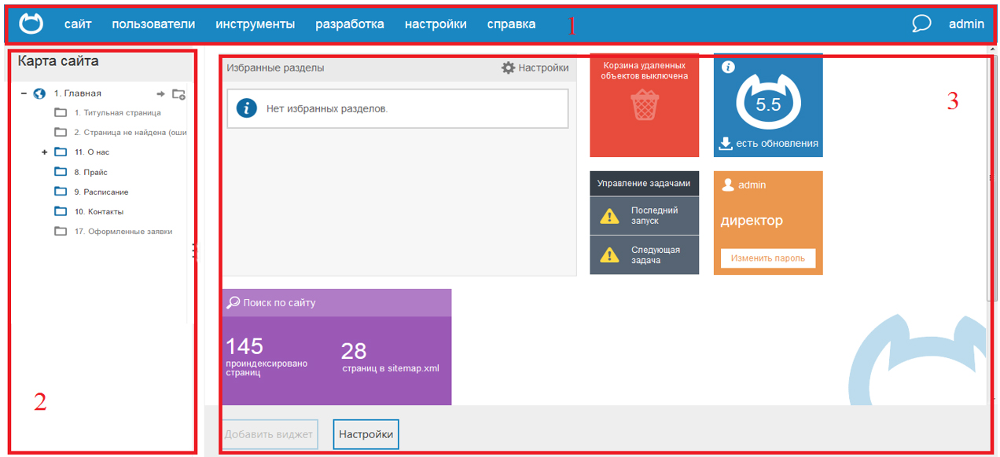 сайт пользователи инструменты разработка настройки справка 1 admin
Карта сайта
1. Главная
1. Титульная страница
2. Страница не найдена (оши
11. О нас
8. Прайс
9. Расписание
10. Контакты
17. Оформленные заявки
2
Избранные разделы Настройки
Нет избранных разделов.
Корзина удаленных
объектов выключена
5.5
есть обновления
3
Управление задачами
Последний
запуск
Следующая
задача
admin
директор
Изменить пароль
Поиск по сайту
145
проиндексировано
страниц
28
страниц в sitemap.xml
Добавить виджет Настройки